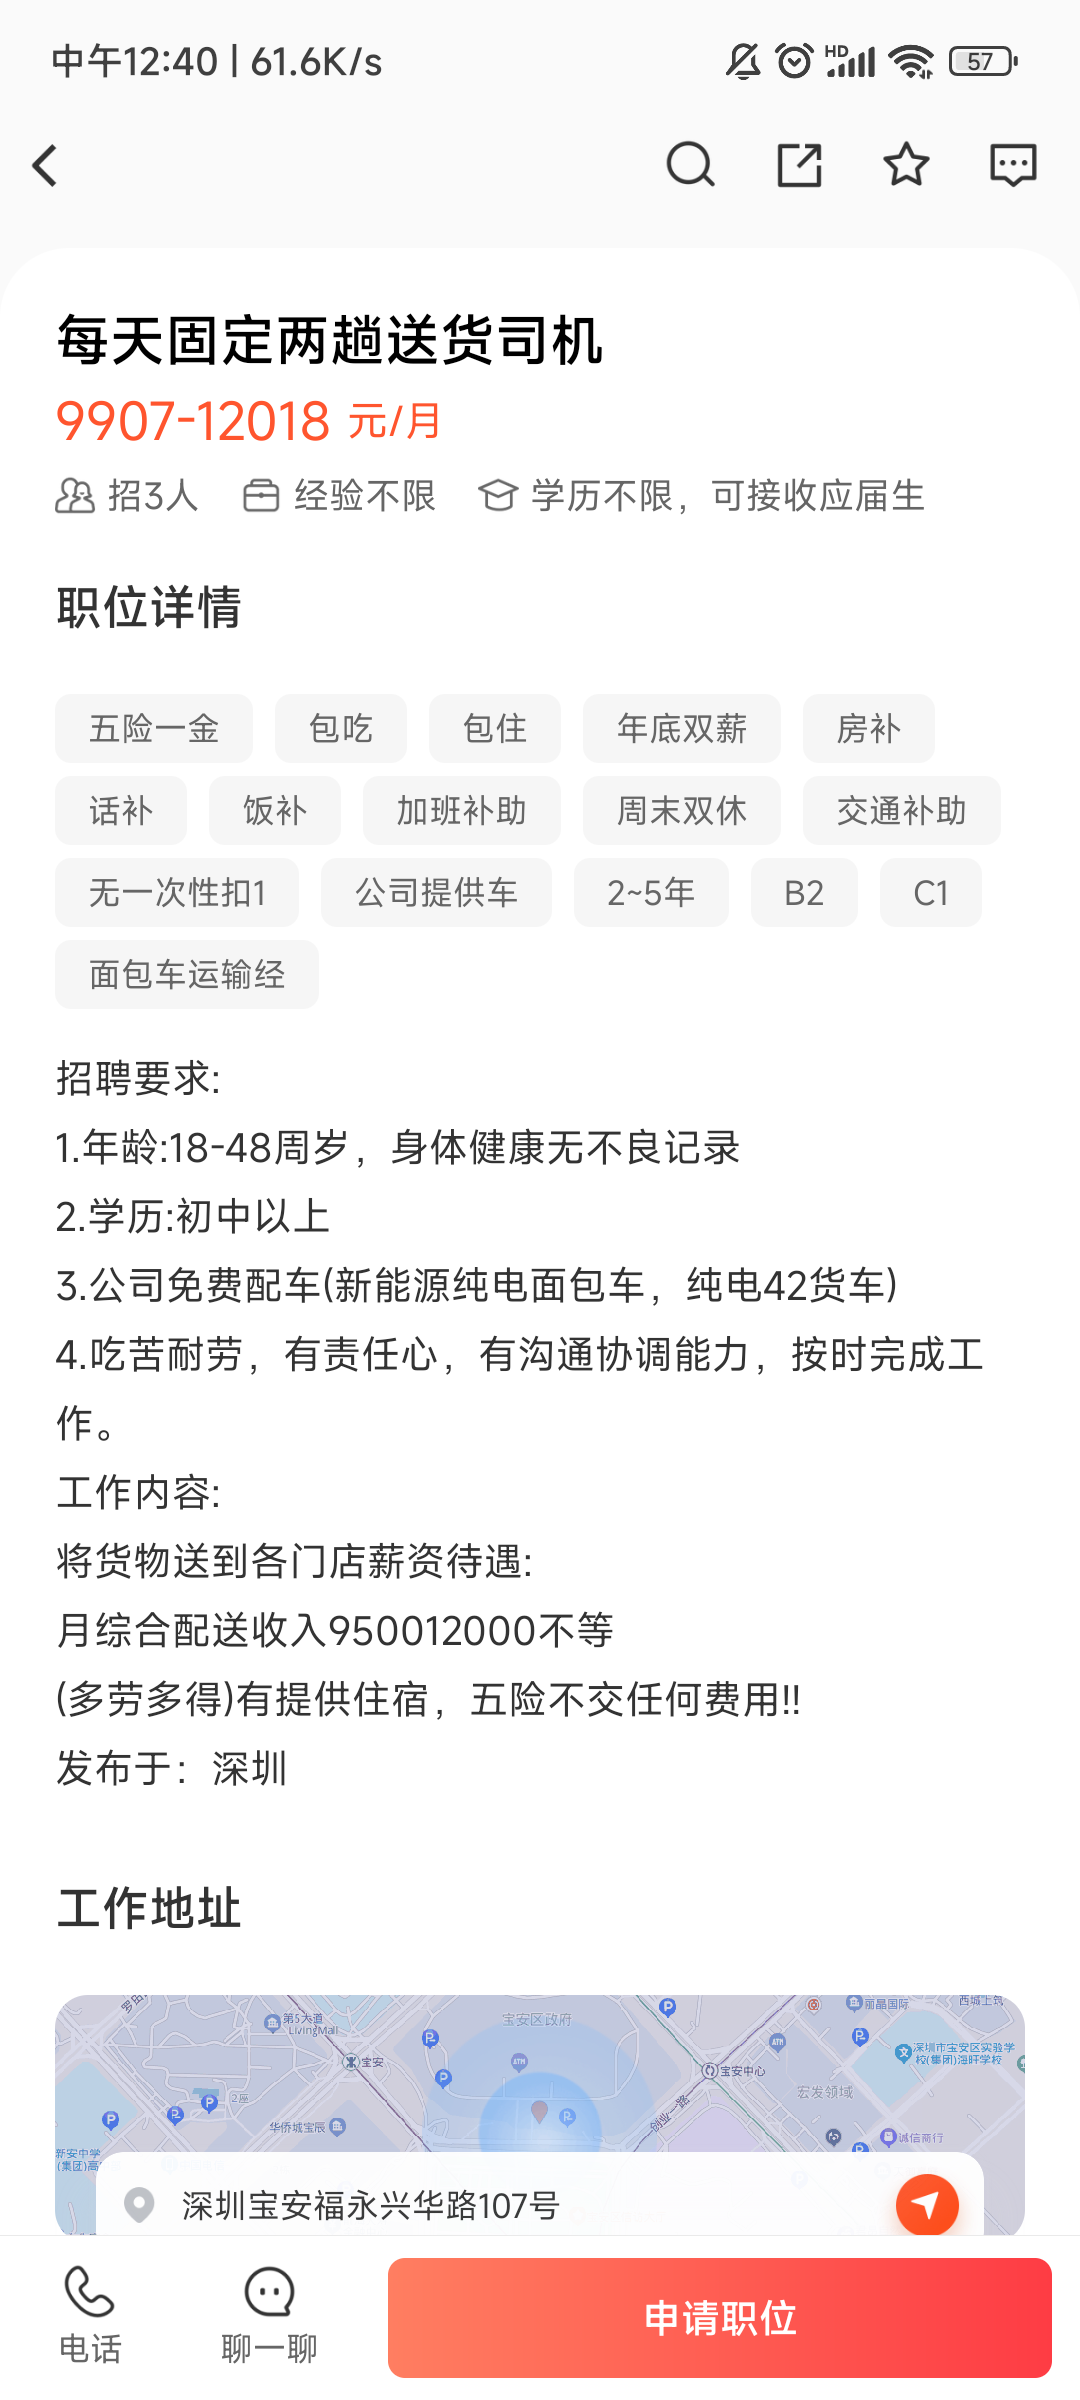 中午12:40 | 61.6K/s
HD
57
每天固定两趟送货司机
9907-12018 元/月
招3人 经验不限 学历不限，可接收应届生
职位详情
五险一金 包吃 包住 年底双薪 房补
话补 饭补 加班补助 周末双休 交通补助
无一次性扣1 公司提供车 2~5年 B2 C1
面包车运输经
招聘要求:
1.年龄:18-48周岁，身体健康无不良记录
2.学历:初中以上
3.公司免费配车(新能源纯电面包车，纯电42货车)
4.吃苦耐劳，有责任心，有沟通协调能力，按时完成工
作。
工作内容:
将货物送到各门店薪资待遇:
月综合配送收入950012000不等
(多劳多得)有提供住宿，五险不交任何费用!!
发布于：深圳
工作地址
第5大道
LivingMall
宝安区政府
丽晶国际
西城上筑
宝安
ATM
ATM
宝安中心
深圳市宝安区实验学
校(集团)海旺学校
宏发领域
2座
华侨城宝宸
创业一路
诚信商行
新安中学
(集团)高
深圳宝安福永兴华路107号
电话
聊一聊
申请职位